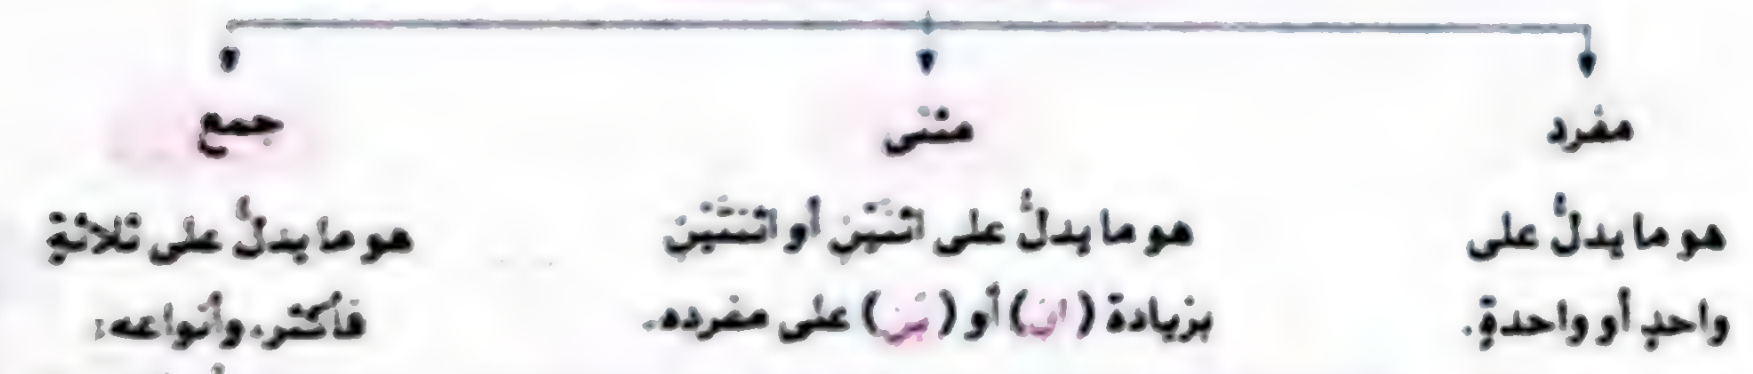 مفرد
هو ما يدلُّ على
واحدٍ أو واحدةٍ.
مثنى
هو ما يدلُّ على اثنَيْنِ أو اثنتَيْنِ
بزيادة (ان) أو (ين) على مفرده.
جمع
هو ما يدلُّ على ثلاثةٍ
فأكثر، وأنواعه: